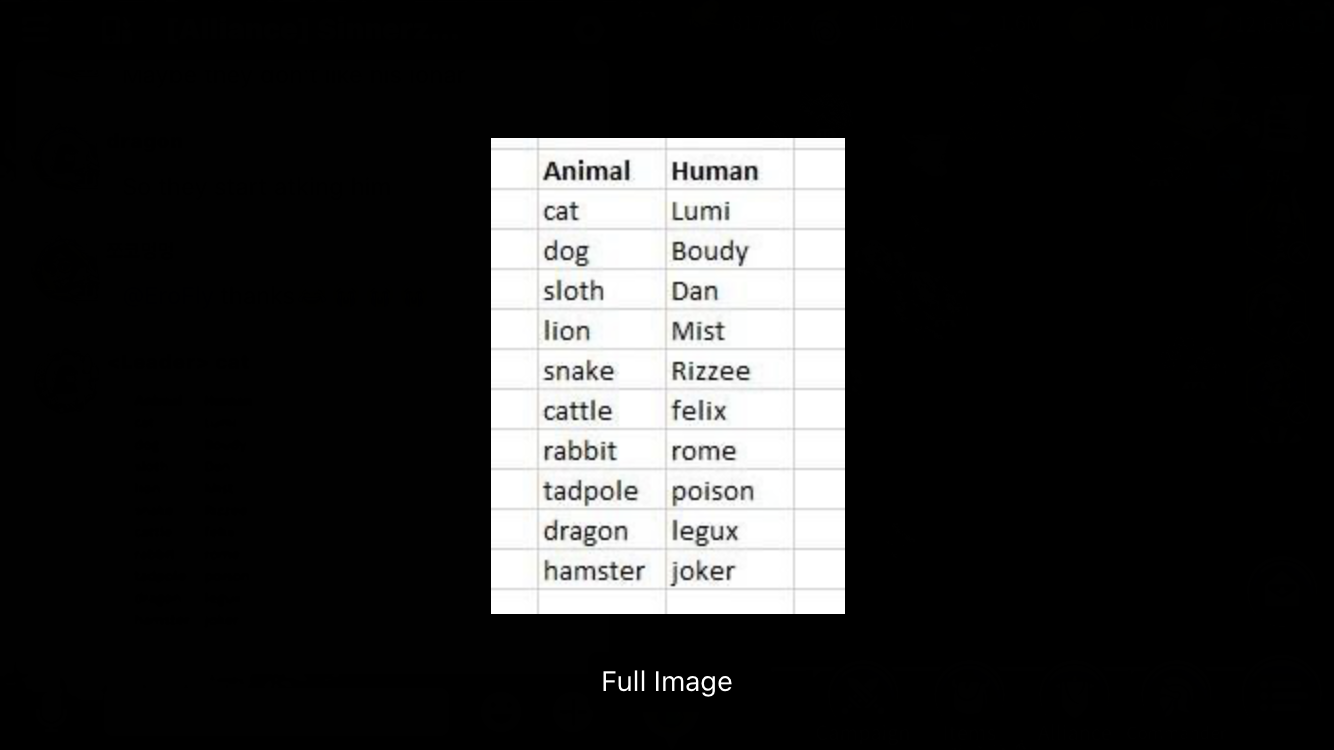 Animal Human
cat Lumi
dog Boudy
sloth Dan
lion Mist
snake Rizzee
cattle felix
rabbit rome
tadpole poison
dragon legux
hamster joker
Full Image